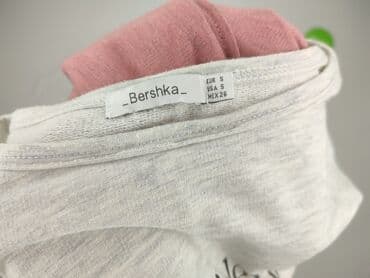 _Bershka_
EUR S
USA S
MEX 26